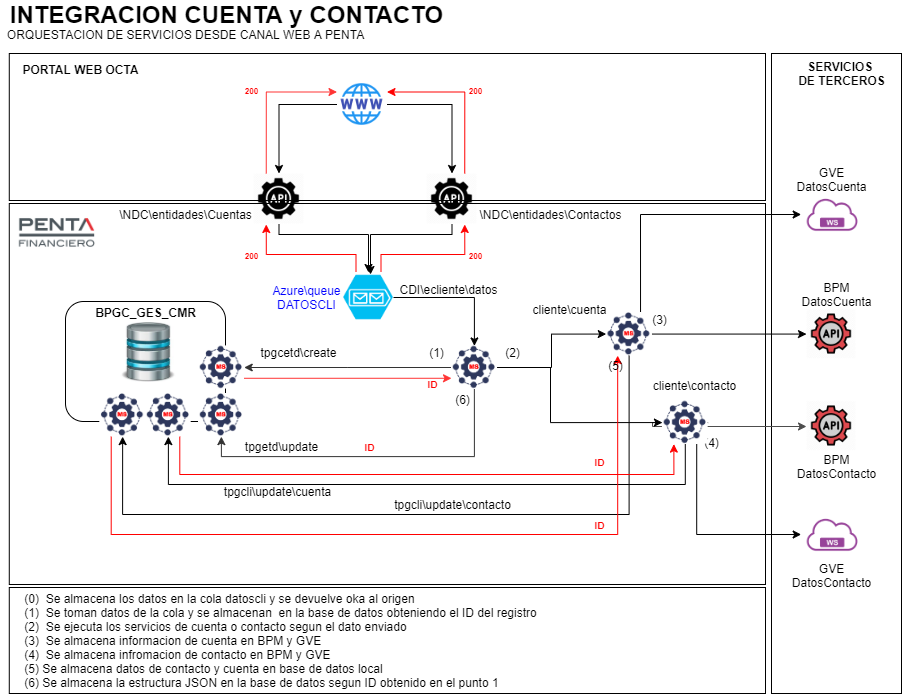 INTEGRACION CUENTA y CONTACTO
ORQUESTACION DE SERVICIOS DESDE CANAL WEB A PENTA
PORTAL WEB OCTA
SERVICIOS
DE TERCEROS
200
WWW
200
API
API
\NDC\entidades\Cuentas
\NDC\entidades\Contactos
GVE
DatosCuenta
WS
PENTA
FINANCIERO
200
200
Azure\queue
DATOSCLI
CDI\ecliente\datos
BPM
DatosCuenta
API
BPGC_GES_CMR
cliente\cuenta
MS
(3)
(5)
tpgcetd\create
(1)
MS
(2)
ID
(6)
MS
cliente\contacto
MS
(4)
MS
MS
MS
API
BPM
DatosContacto
tpgetd\update
ID
ID
tpgcli\update\cuenta
tpgcli\update\contacto
ID
WS
GVE
DatosContacto
(0) Se almacena los datos en la cola datoscli y se devuelve oka al origen
(1) Se toman datos de la cola y se almacenan en la base de datos obteniendo el ID del registro
(2) Se ejecuta los servicios de cuenta o contacto segun el dato enviado
(3) Se almacena informacion de cuenta en BPM y GVE
(4) Se almacena infromacion de contacto en BPM y GVE
(5) Se almacena datos de contacto y cuenta en base de datos local
(6) Se almacena la estructura JSON en la base de datos segun ID obtenido en el punto 1